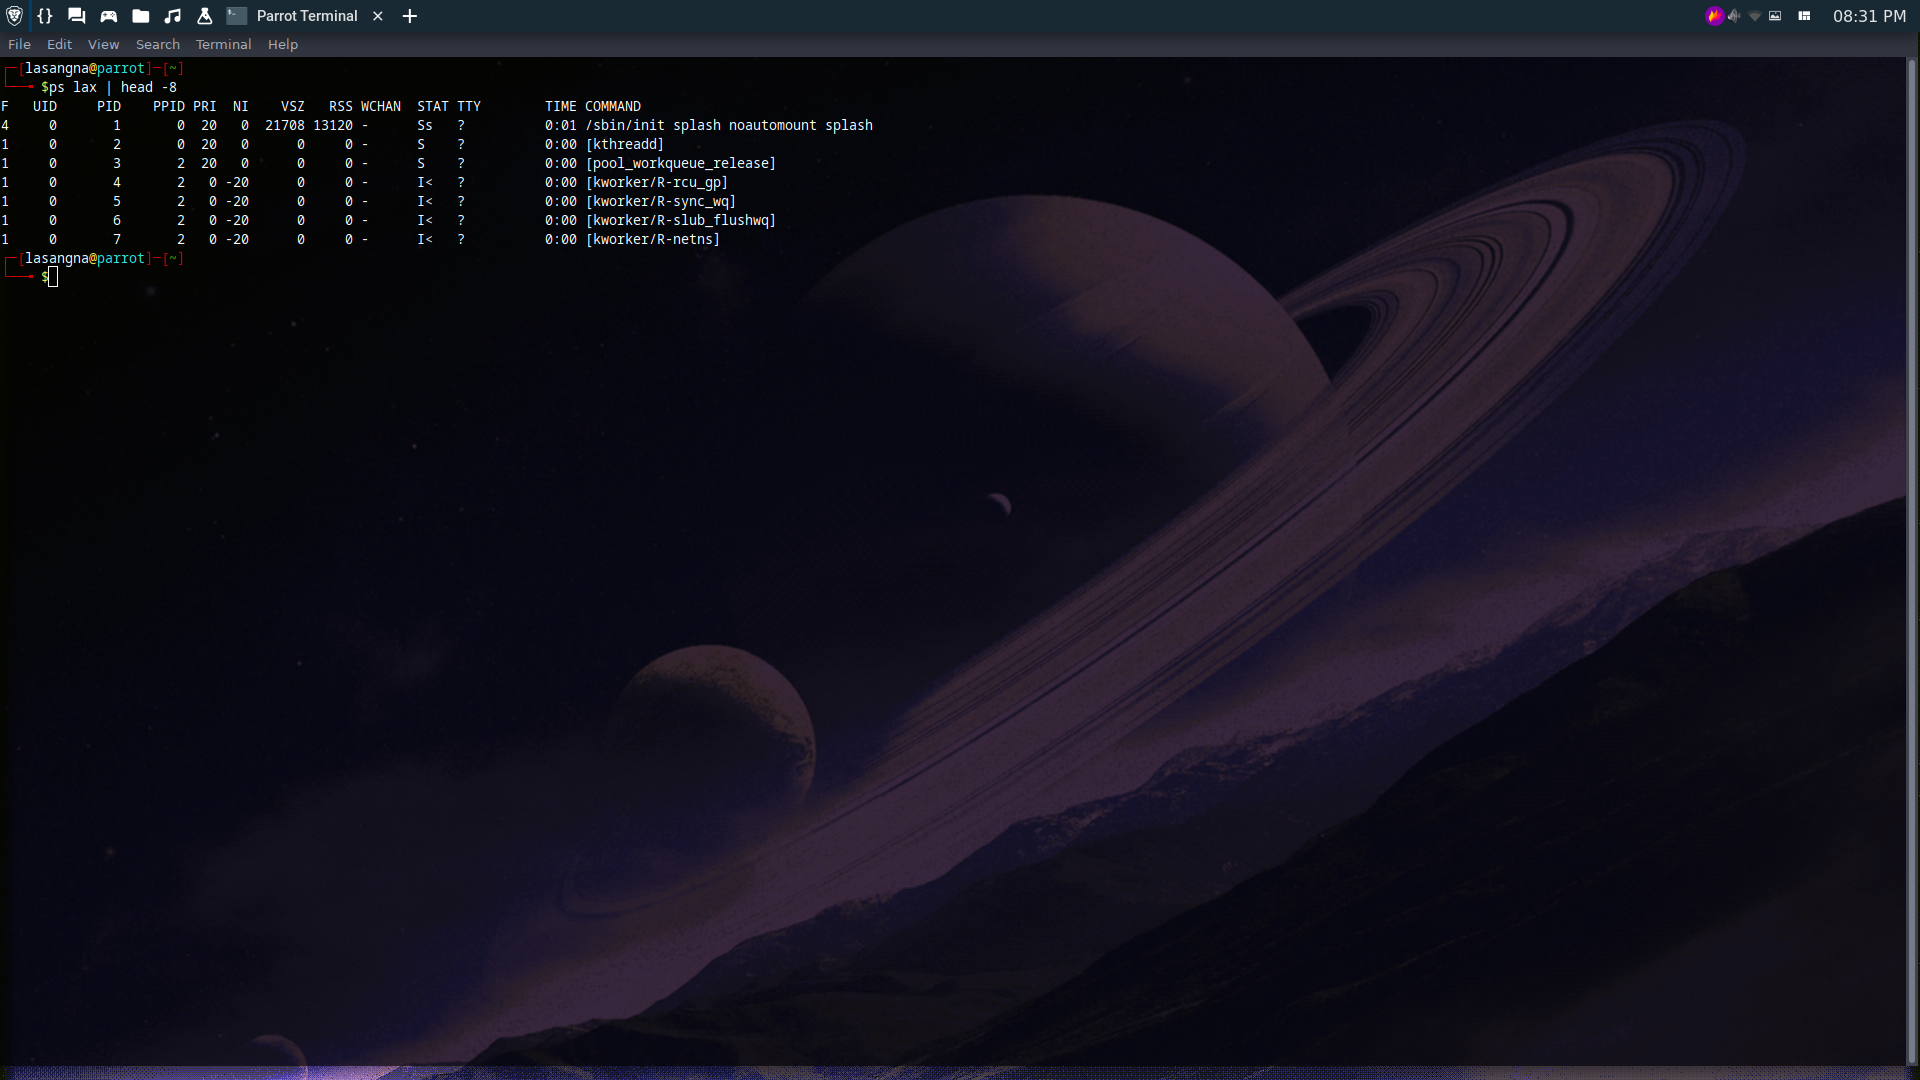 {} Parrot Terminal × + 08:31 PM
File Edit View Search Terminal Help
┌─[lasangna@parrot]─[~]
└──╼ $ps lax | head -8
F   UID     PID    PPID PRI  NI    VSZ   RSS WCHAN  STAT TTY        TIME COMMAND
4     0       1       0  20   0  21708 13120 -      Ss   ?          0:01 /sbin/init splash noautomount splash
1     0       2       0  20   0      0     0 -      S    ?          0:00 [kthreadd]
1     0       3       2  20   0      0     0 -      S    ?          0:00 [pool_workqueue_release]
1     0       4       2   0 -20      0     0 -      I<   ?          0:00 [kworker/R-rcu_gp]
1     0       5       2   0 -20      0     0 -      I<   ?          0:00 [kworker/R-sync_wq]
1     0       6       2   0 -20      0     0 -      I<   ?          0:00 [kworker/R-slub_flushwq]
1     0       7       2   0 -20      0     0 -      I<   ?          0:00 [kworker/R-netns]
┌─[lasangna@parrot]─[~]
└──╼ $